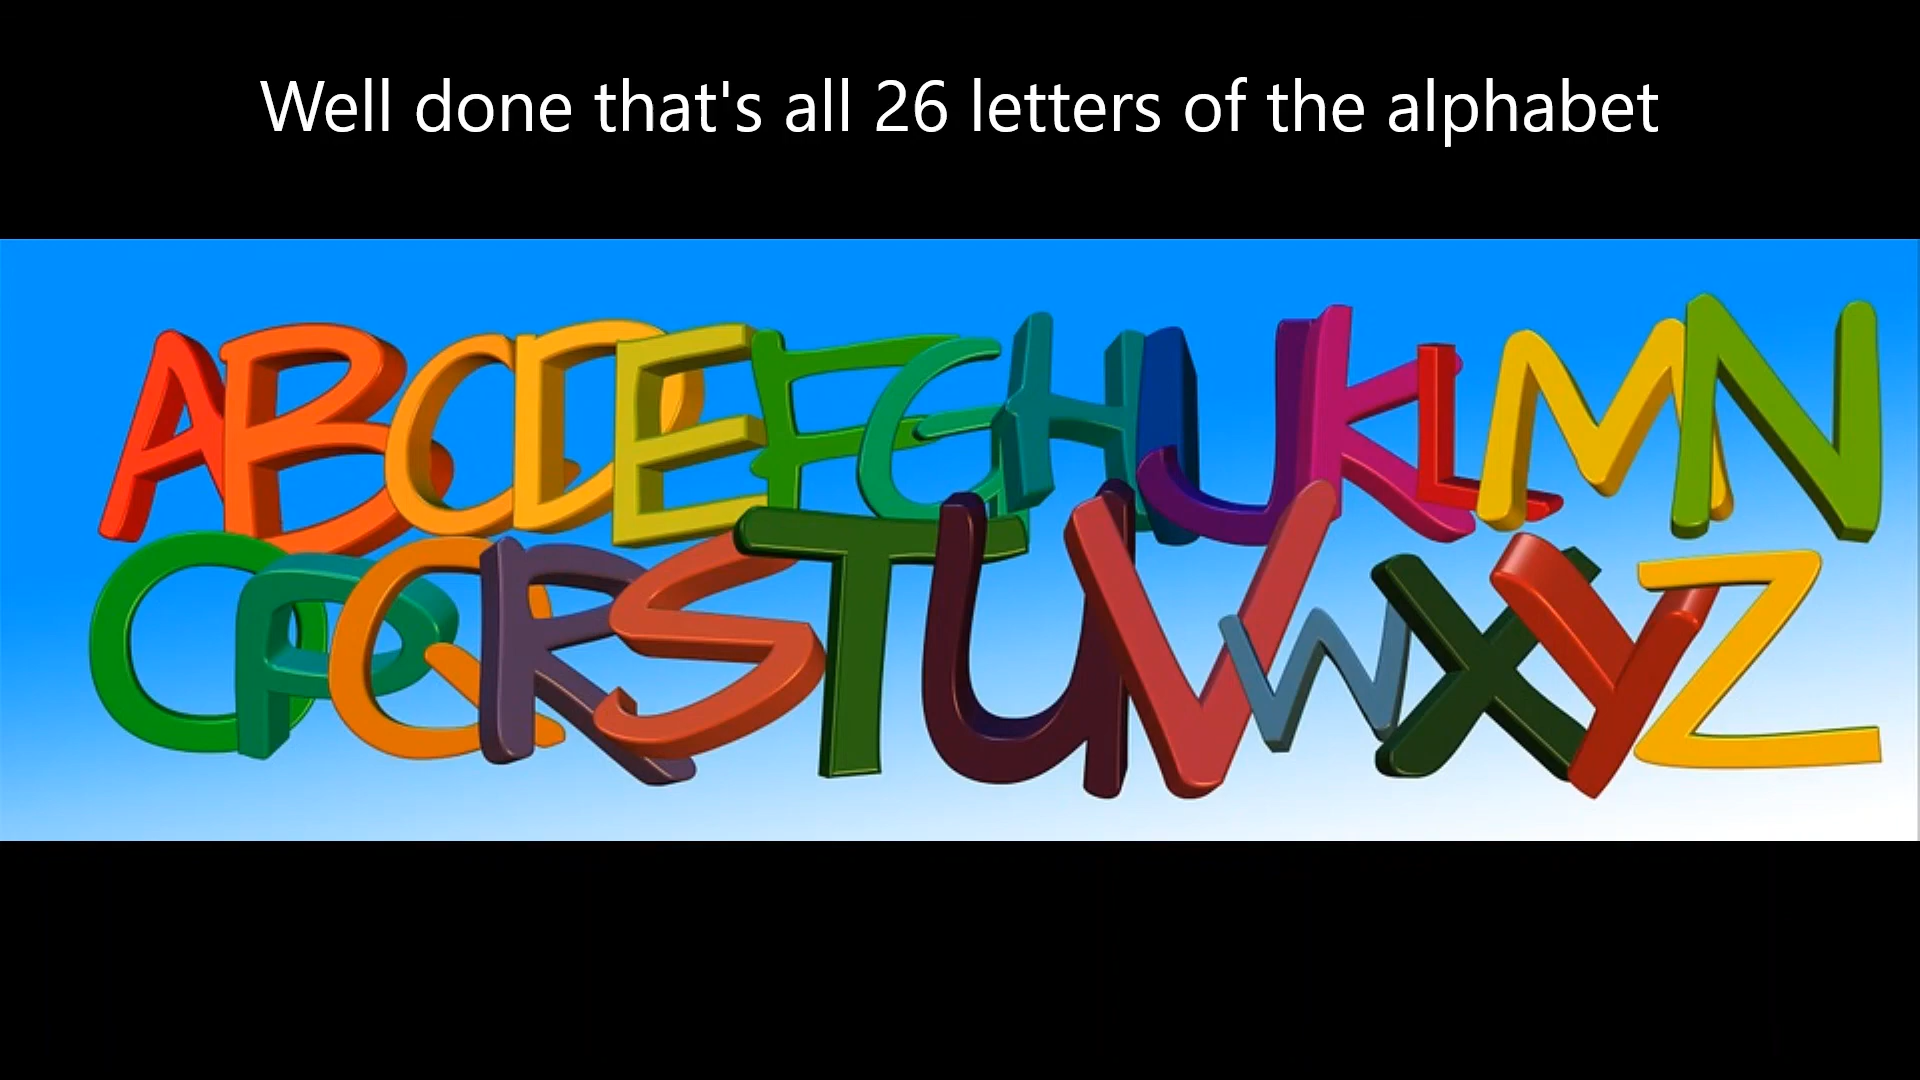 Well done that's all 26 letters of the alphabet
ABCDEFGHIJKLMN
OPQRSTUVWXYZ